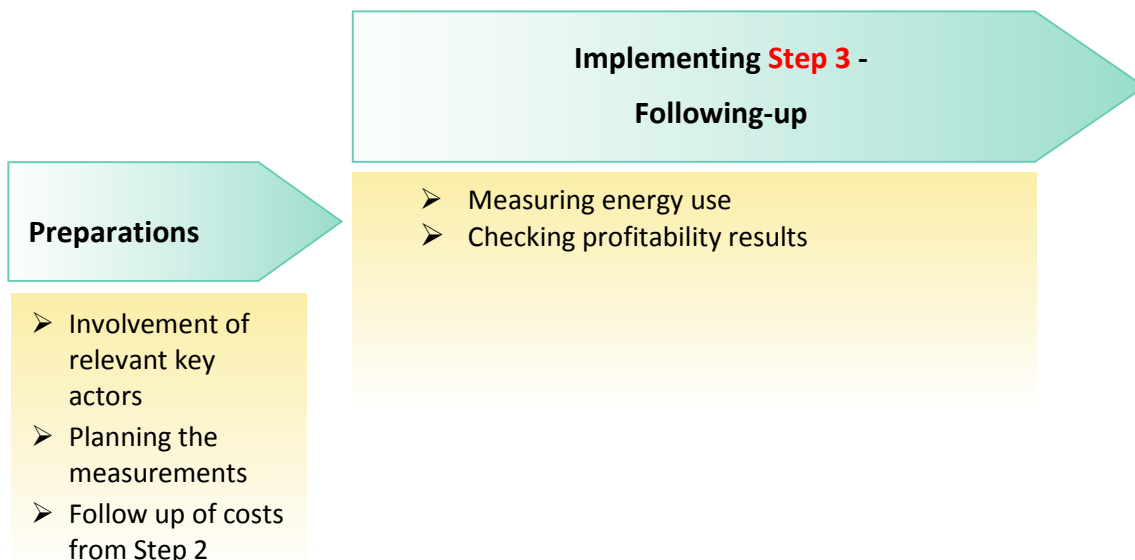 Implementing Step 3 -
Following-up
Preparations
➢ Measuring energy use
➢ Checking profitability results
➢ Involvement of
relevant key
actors
➢ Planning the
measurements
➢ Follow up of costs
from Step 2